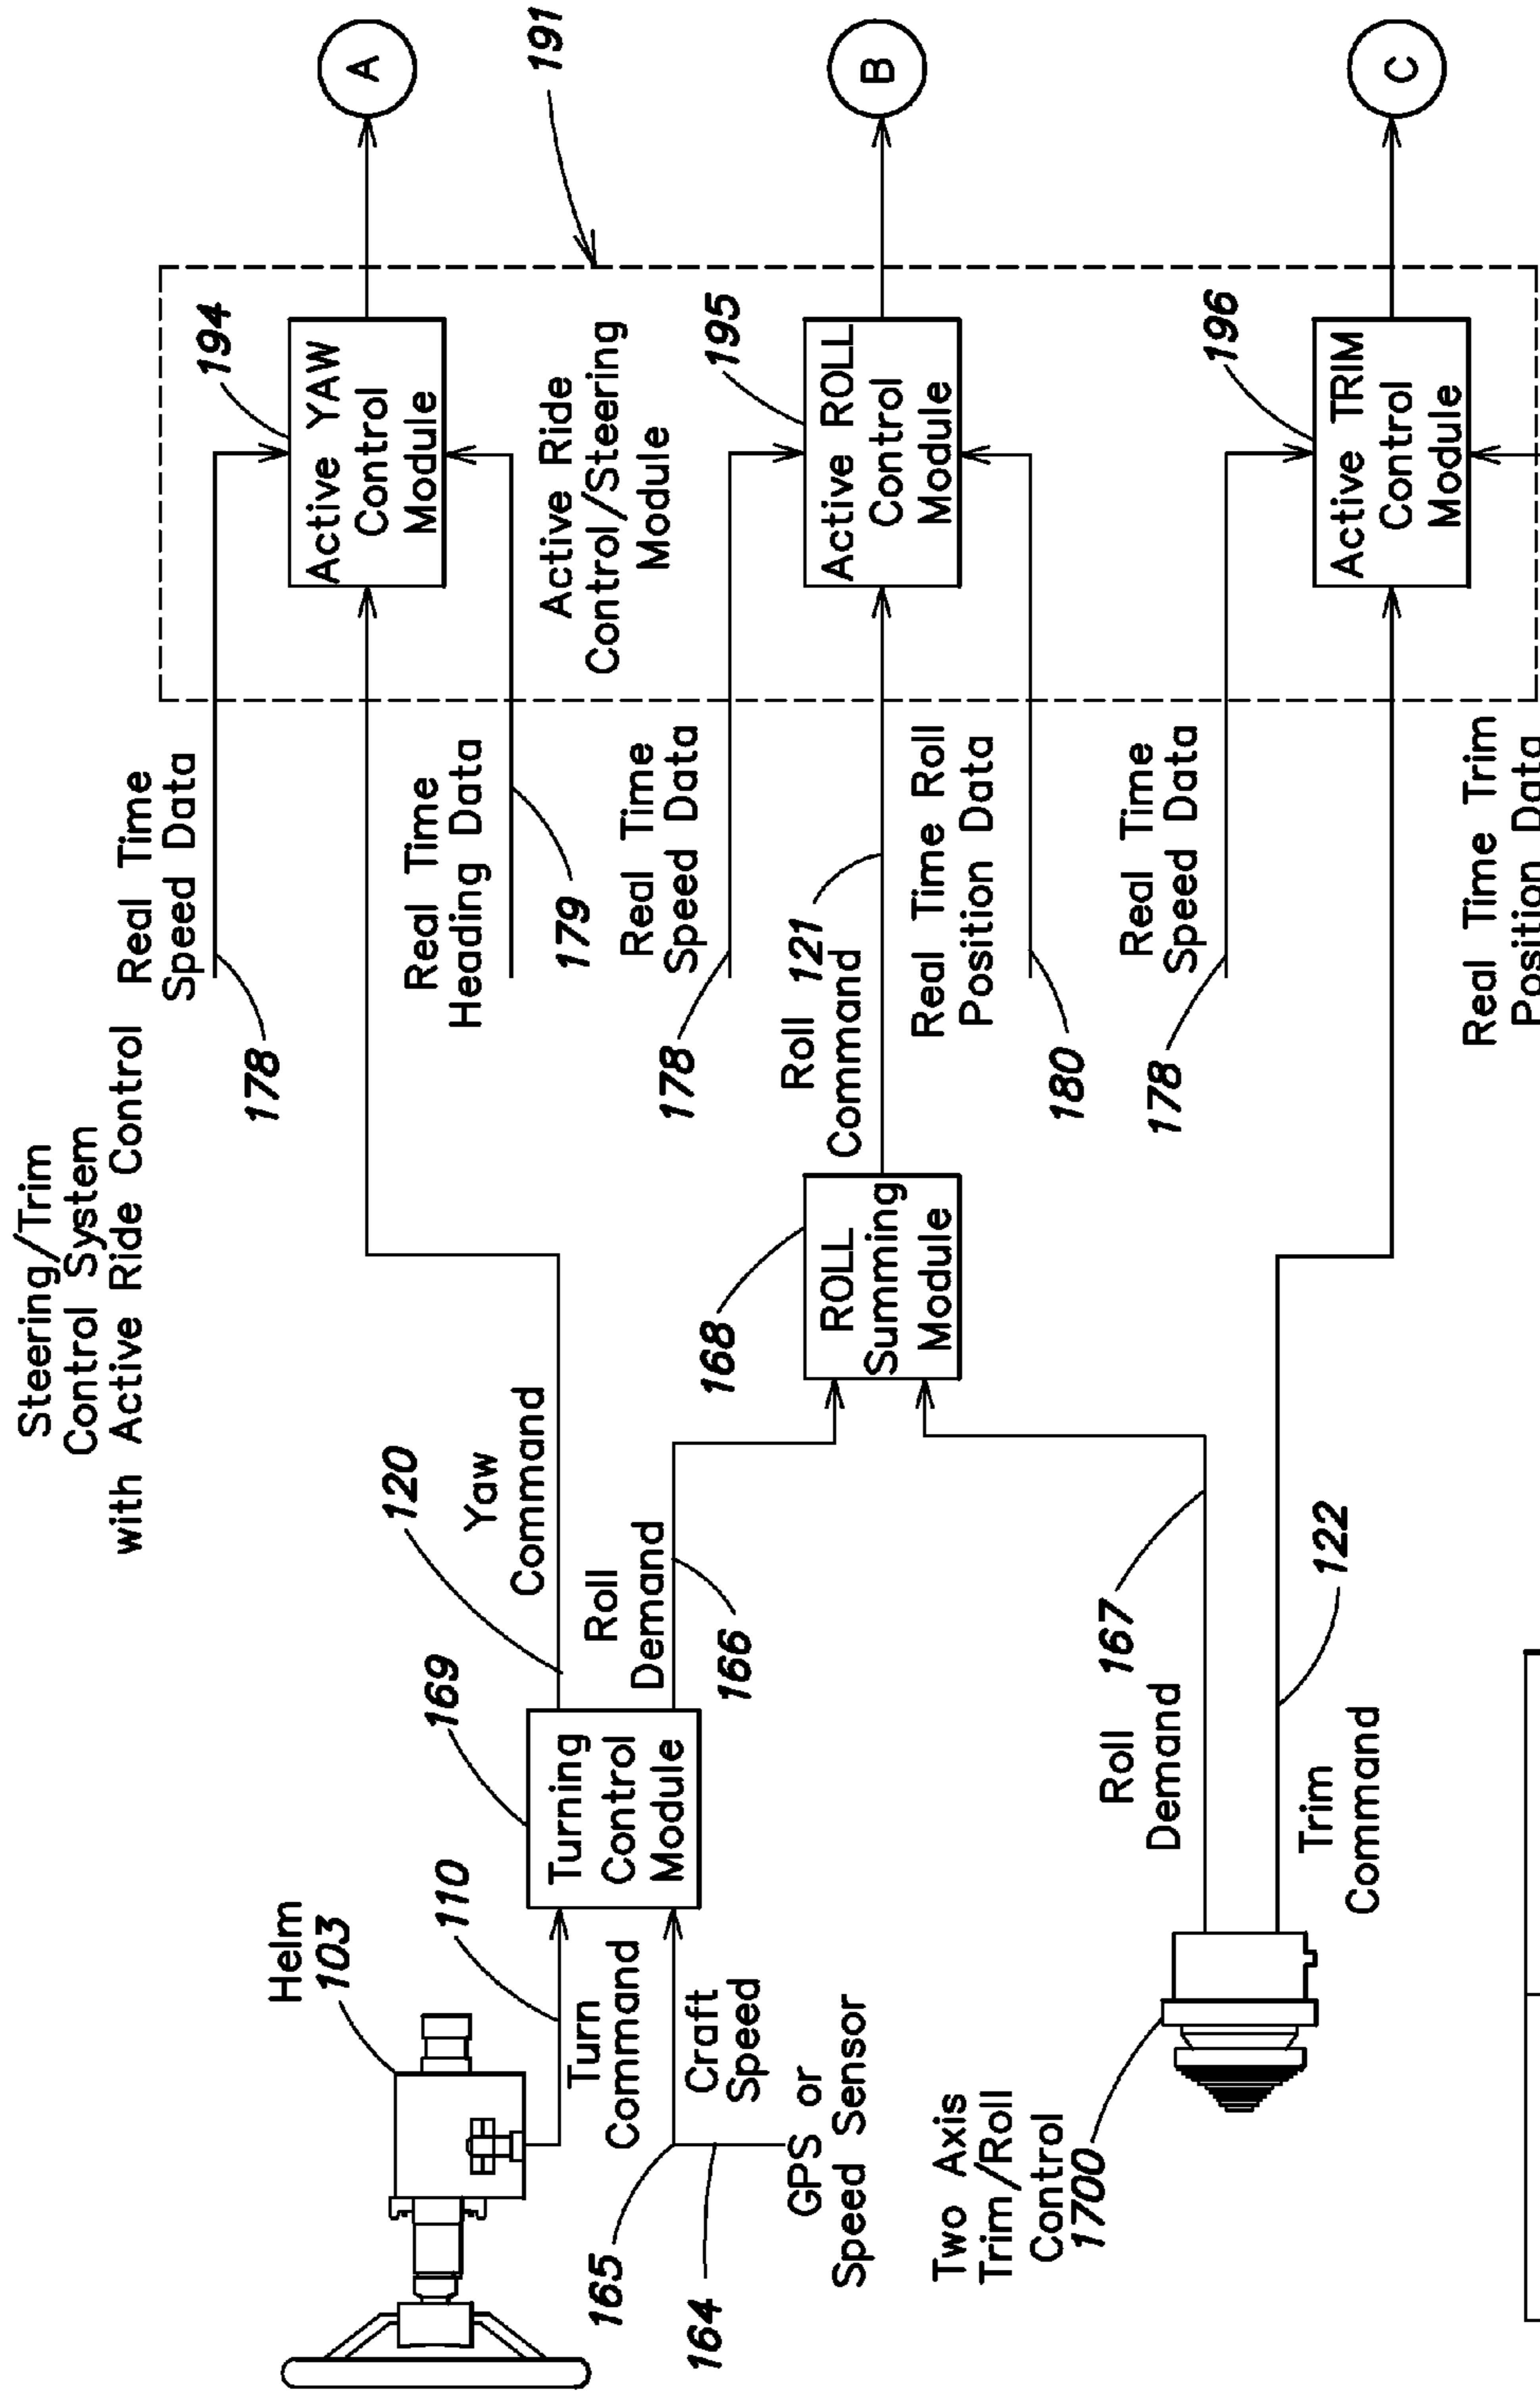 Steering/Trim
Control System
with Active Ride Control
Helm
103
110
Turn
Command
Craft
Speed
165
164
GPS or
Speed Sensor
169
Turning
Control
Module
120
Yaw
Command
Roll
Demand
166
Two Axis
Trim/Roll
Control
1700
Roll
Demand
167
Trim
Command
122
168
ROLL
Summing
Module
Roll
Command
121
Real Time
Speed Data
178
Real Time
Heading Data
179
Real Time
Speed Data
178
Real Time Roll
Position Data
180
Real Time
Speed Data
178
Real Time Trim
Position Data
194
Active YAW
Control
Module
Active Ride
Control/Steering
Module
195
Active ROLL
Control
Module
196
Active TRIM
Control
Module
191
A
B
C